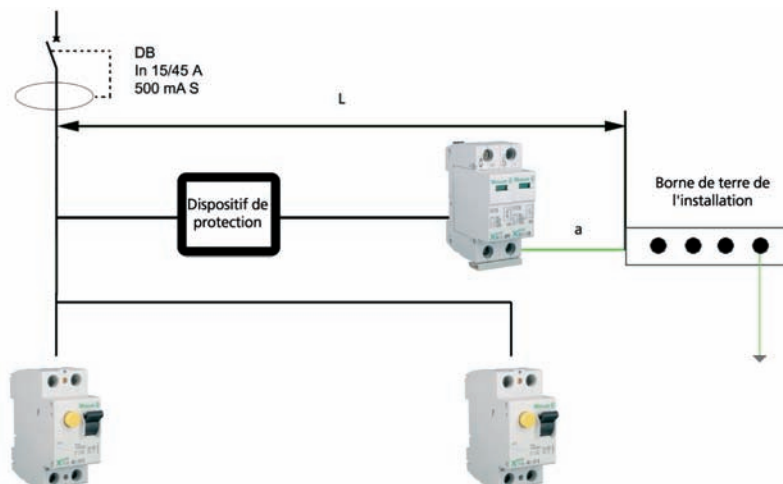 DB
In 15/45 A
500 mA S
L
Dispositif de
protection
a
Borne de terre de
l'installation